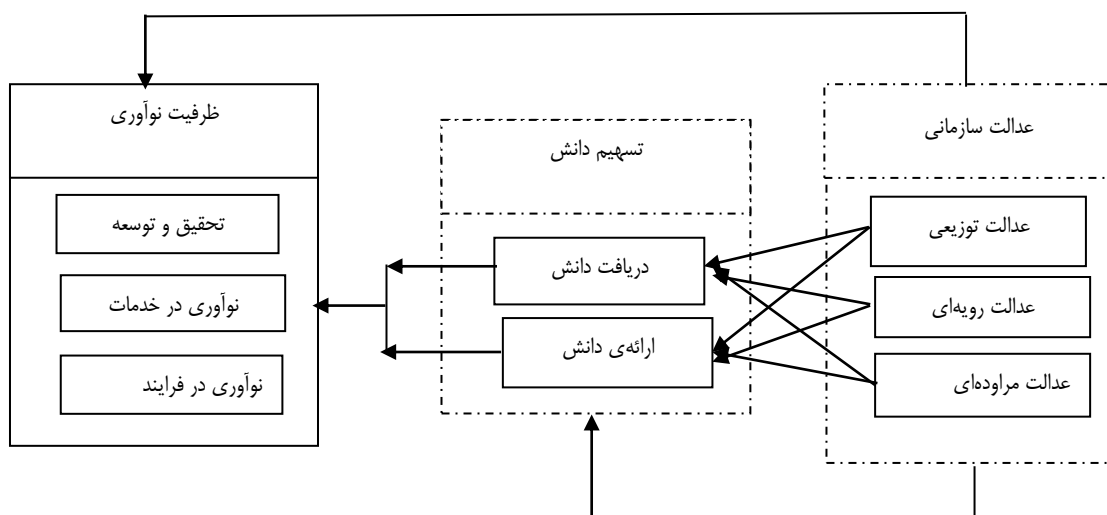 عدالت سازمانی
عدالت توزیعی
عدالت رویه‌ای
عدالت مراوده‌ای
تسهیم دانش
دریافت دانش
ارائه‌ی دانش
ظرفیت نوآوری
تحقیق و توسعه
نوآوری در خدمات
نوآوری در فرایند